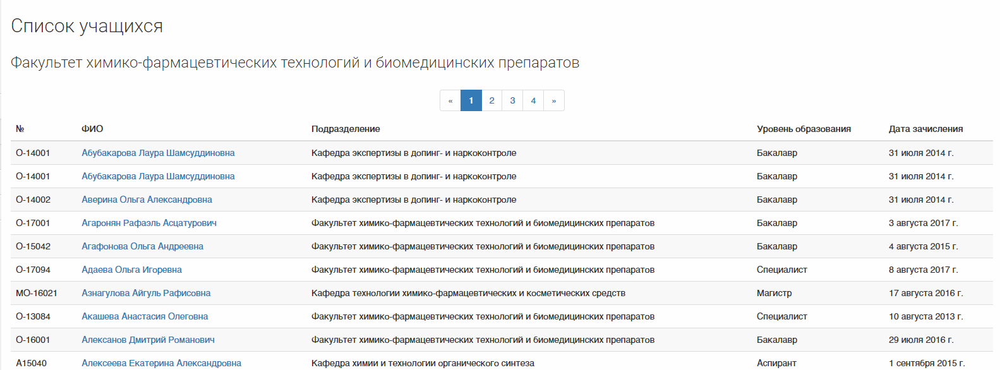 Список учащихся
Факультет химико-фармацевтических технологий и биомедицинских препаратов
« 1 2 3 4 »
№ ФИО Подразделение Уровень образования Дата зачисления
О-14001 Абубакарова Лаура Шамсуддиновна Кафедра экспертизы в допинг- и наркоконтроле Бакалавр 31 июля 2014 г.
О-14001 Абубакарова Лаура Шамсуддиновна Кафедра экспертизы в допинг- и наркоконтроле Бакалавр 31 июля 2014 г.
О-14002 Аверина Ольга Александровна Кафедра экспертизы в допинг- и наркоконтроле Бакалавр 31 июля 2014 г.
О-17001 Агаронян Рафаэль Асцатурович Факультет химико-фармацевтических технологий и биомедицинских препаратов Бакалавр 3 августа 2017 г.
О-15042 Агафонова Ольга Андреевна Факультет химико-фармацевтических технологий и биомедицинских препаратов Бакалавр 4 августа 2015 г.
О-17094 Адаева Ольга Игоревна Факультет химико-фармацевтических технологий и биомедицинских препаратов Специалист 8 августа 2017 г.
МО-16021 Азнагулова Айгуль Рафисовна Кафедра технологии химико-фармацевтических и косметических средств Магистр 17 августа 2016 г.
О-13084 Акашева Анастасия Олеговна Факультет химико-фармацевтических технологий и биомедицинских препаратов Специалист 10 августа 2013 г.
О-16001 Алексанов Дмитрий Романович Факультет химико-фармацевтических технологий и биомедицинских препаратов Бакалавр 29 июля 2016 г.
А15040 Алексеева Екатерина Александровна Кафедра химии и технологии органического синтеза Аспирант 1 сентября 2015 г.